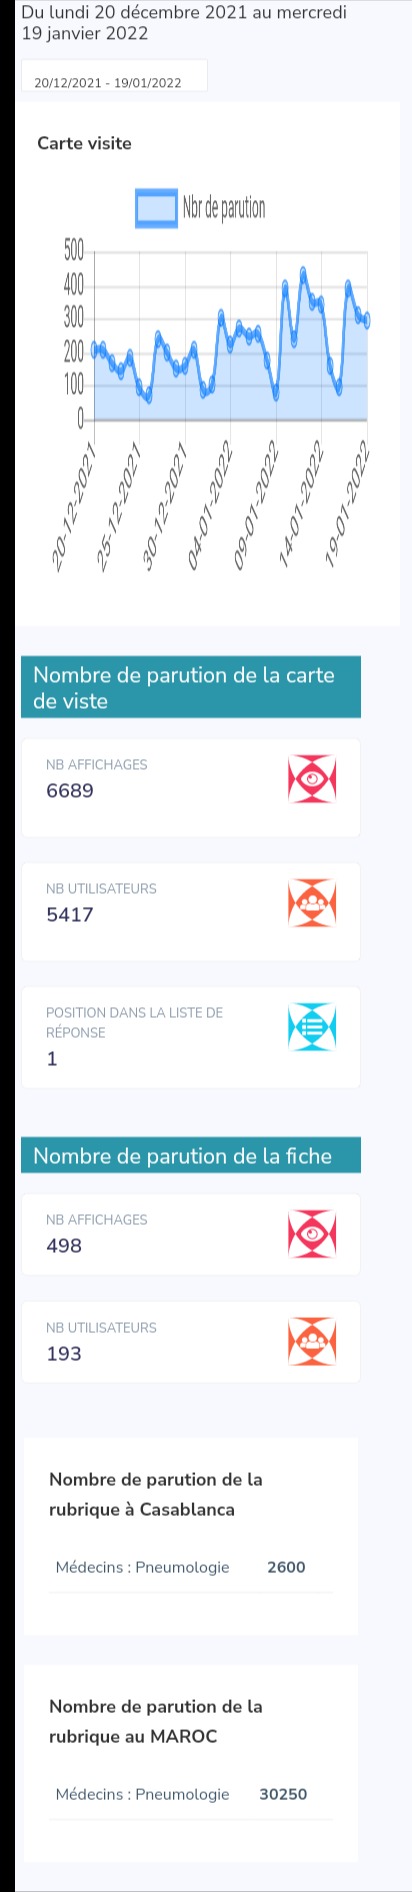 Du lundi 20 décembre 2021 au mercredi
19 janvier 2022
20/12/2021 - 19/01/2022
Carte visite
Nbr de parution
500
400
300
200
100
0
20-12-2021
25-12-2021
30-12-2021
04-01-2022
09-01-2022
14-01-2022
19-01-2022
Nombre de parution de la carte
de viste
NB AFFICHAGES
6689
NB UTILISATEURS
5417
POSITION DANS LA LISTE DE
RÉPONSE
1
Nombre de parution de la fiche
NB AFFICHAGES
498
NB UTILISATEURS
193
Nombre de parution de la
rubrique à Casablanca
Médecins : Pneumologie 2600
Nombre de parution de la
rubrique au MAROC
Médecins : Pneumologie 30250